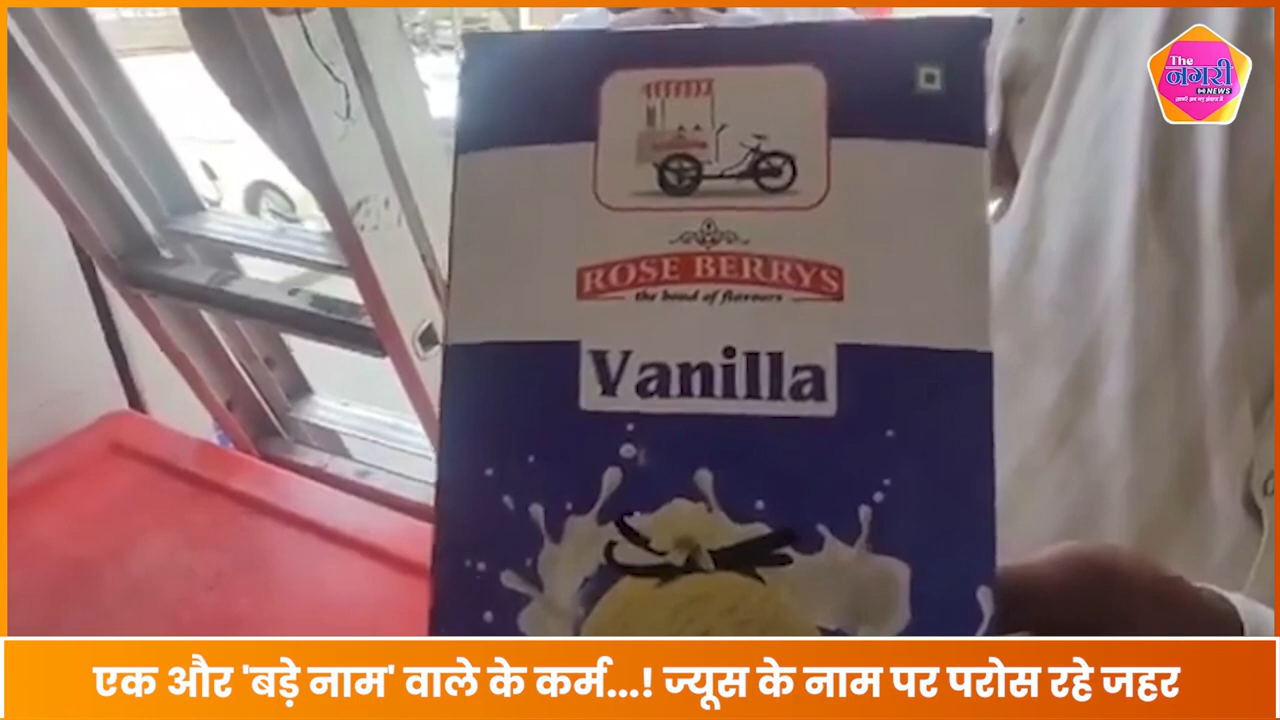 The
नगरी
NEWS
ROSE BERRYS
the bond of flavours
Vanilla
एक और 'बड़े नाम' वाले के कर्म...! ज्यूस के नाम पर परोस रहे जहर